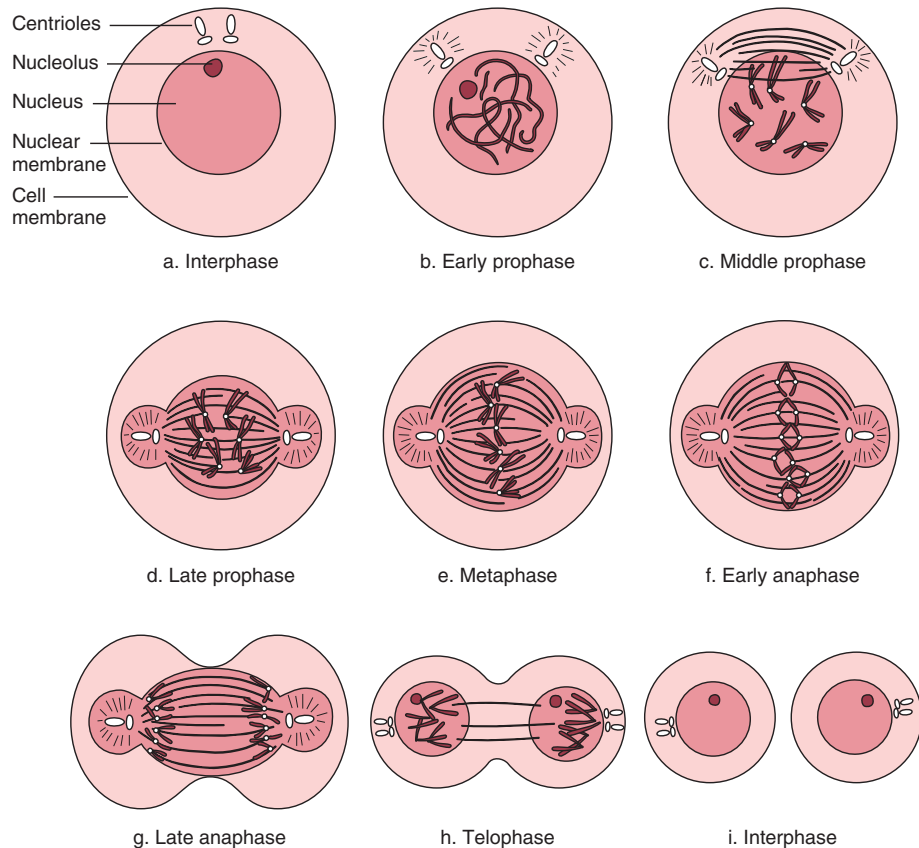 Centrioles
Nucleolus
Nucleus
Nuclear
membrane
Cell
membrane
a. Interphase
b. Early prophase
c. Middle prophase
d. Late prophase
e. Metaphase
f. Early anaphase
g. Late anaphase
h. Telophase
i. Interphase